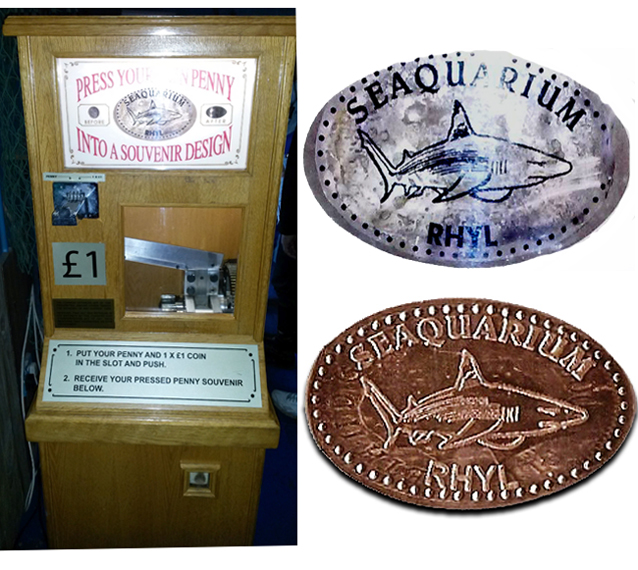 PRESS YOUR OWN PENNY
SEAQUARIUM
RHYL
BEFORE
AFTER
INTO A SOUVENIR DESIGN
£1
1. PUT YOUR PENNY AND 1 X £1 COIN
IN THE SLOT AND PUSH.
2. RECEIVE YOUR PRESSED PENNY SOUVENIR
BELOW.
SEAQUARIUM
RHYL
SEAQUARIUM
RHYL